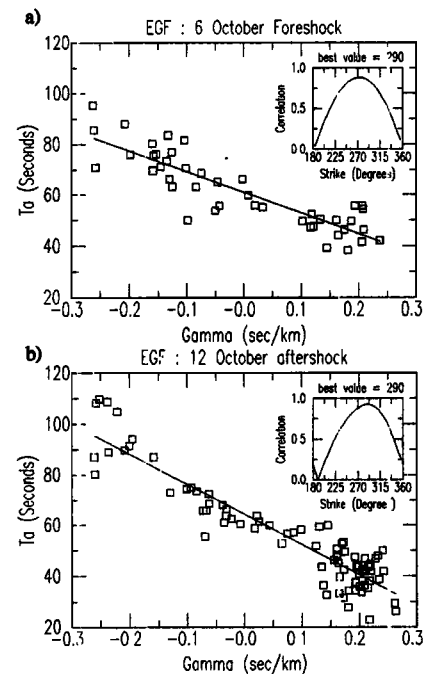 a)
EGF : 6 October Foreshock
best value = 290
Correlation
1.0
0.5
0.0
180 225 270 315 360
Strike (Degrees)
Ta (Seconds)
120
100
80
60
40
20
-0.3 -0.2 -0.1 -0.0 0.1 0.2 0.3
Gamma (sec/km)
b)
EGF : 12 October aftershock
best value = 290
Correlation
1.0
0.5
0.0
180 225 270 315 360
Strike (Degree
Ta (Seconds)
120
100
80
60
40
20
-0.3 -0.2 -0.1 0.0 0.1 0.2 0.3
Gamma (sec/km)